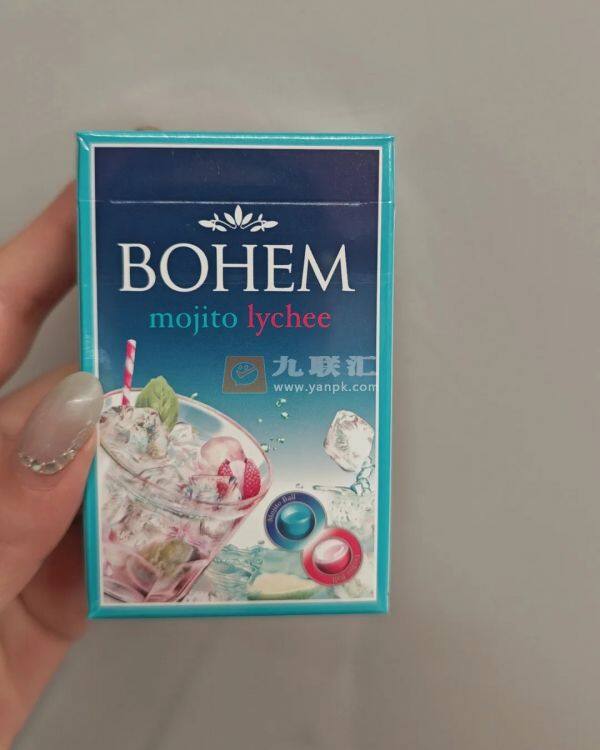 BOHEM
mojito lychee
九联汇
www.yanpk.com
Mojito Ball